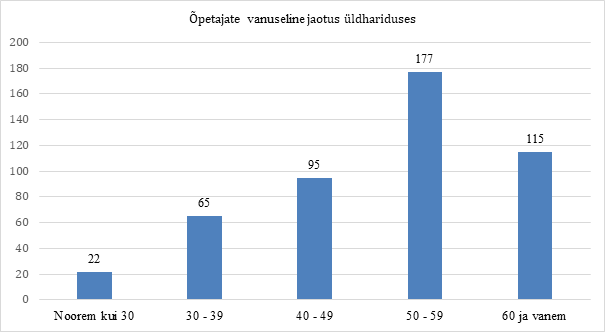 Õpetajate vanuseline jaotus üldhariduses
200
180
160
140
120
100
80
60
40
20
0
22
65
95
177
115
Noorem kui 30
30 - 39
40 - 49
50 - 59
60 ja vanem